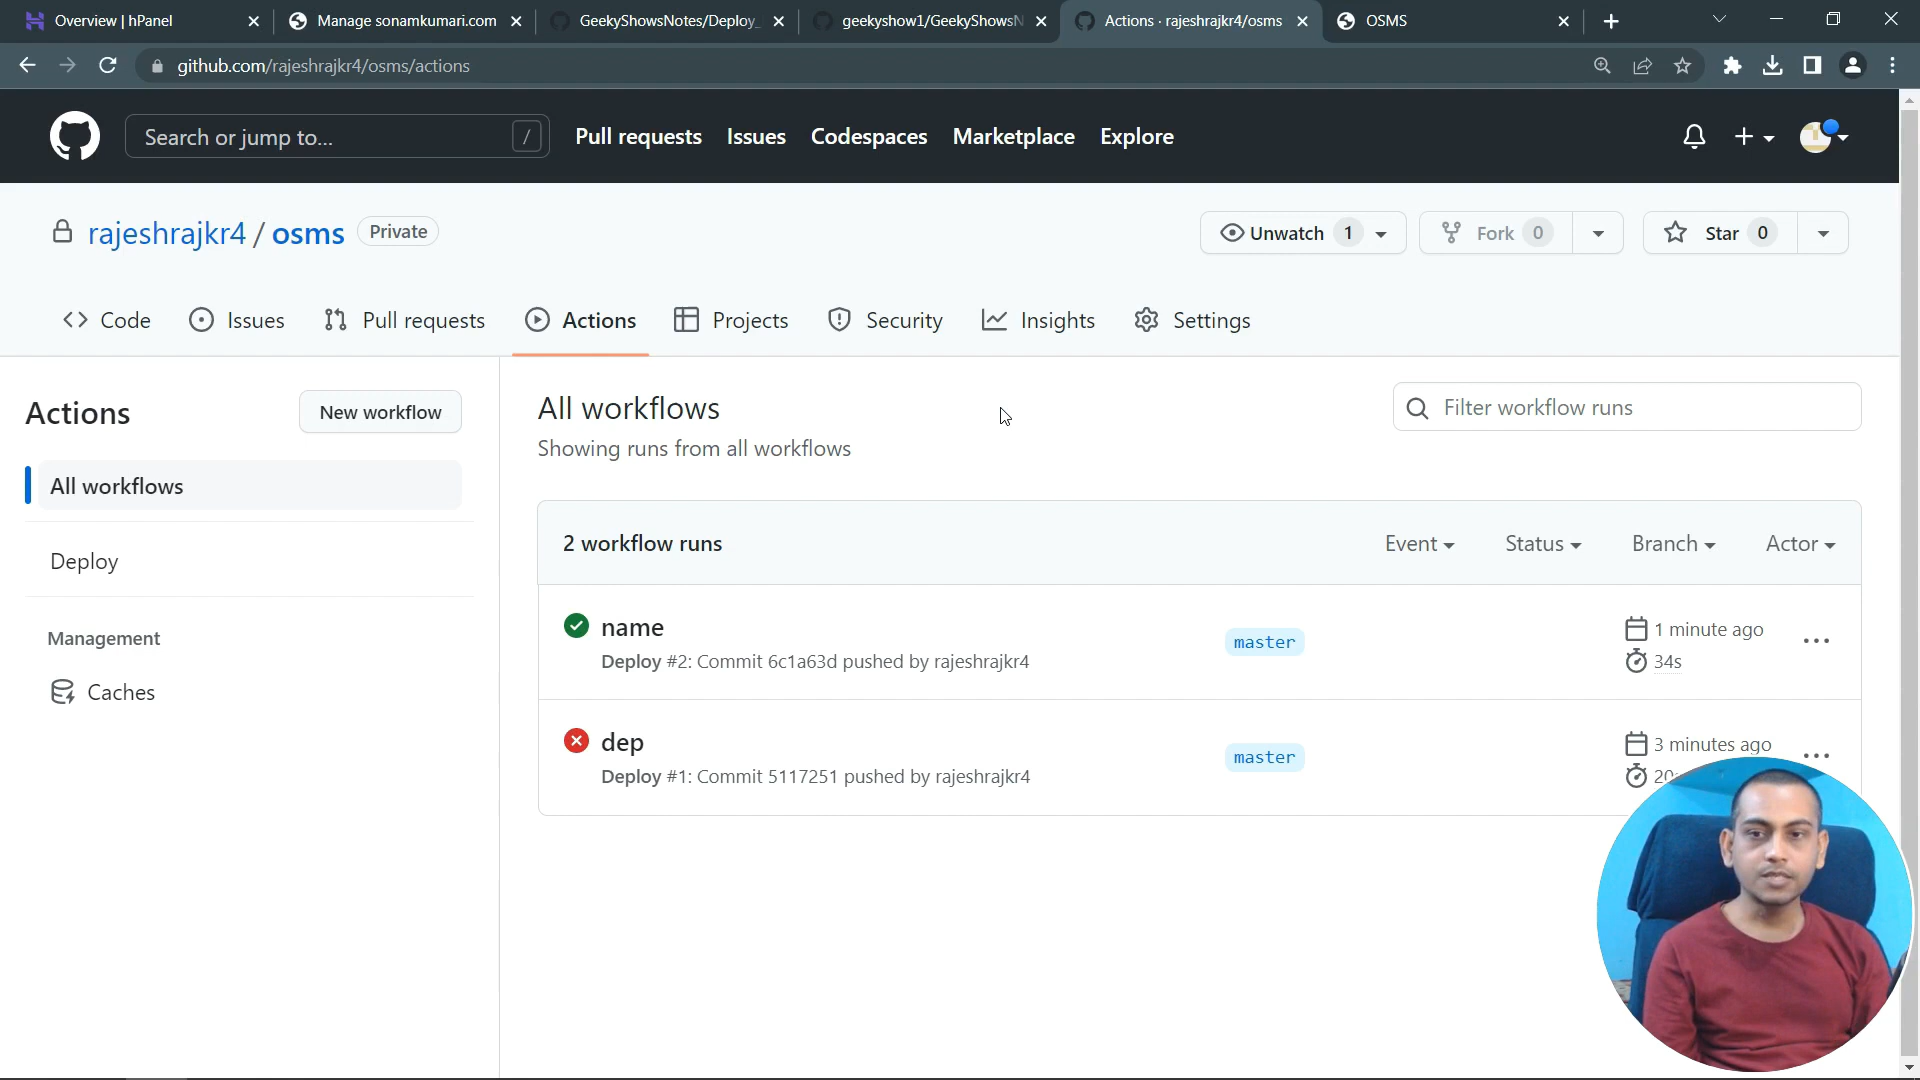 Overview | hPanel
Manage sonamkumari.com
GeekyShowsNotes/Deploy_
geekyshow1/GeekyShowsN
Actions · rajeshrajkr4/osms
OSMS
github.com/rajeshrajkr4/osms/actions
Search or jump to...
/
Pull requests
Issues
Codespaces
Marketplace
Explore
rajeshrajkr4 / osms
Private
Unwatch 1
Fork 0
Star 0
Code
Issues
Pull requests
Actions
Projects
Security
Insights
Settings
Actions
New workflow
All workflows
Deploy
Management
Caches
All workflows
Showing runs from all workflows
Filter workflow runs
2 workflow runs
Event
Status
Branch
Actor
name
Deploy #2: Commit 6c1a63d pushed by rajeshrajkr4
master
1 minute ago
34s
dep
Deploy #1: Commit 5117251 pushed by rajeshrajkr4
master
3 minutes ago